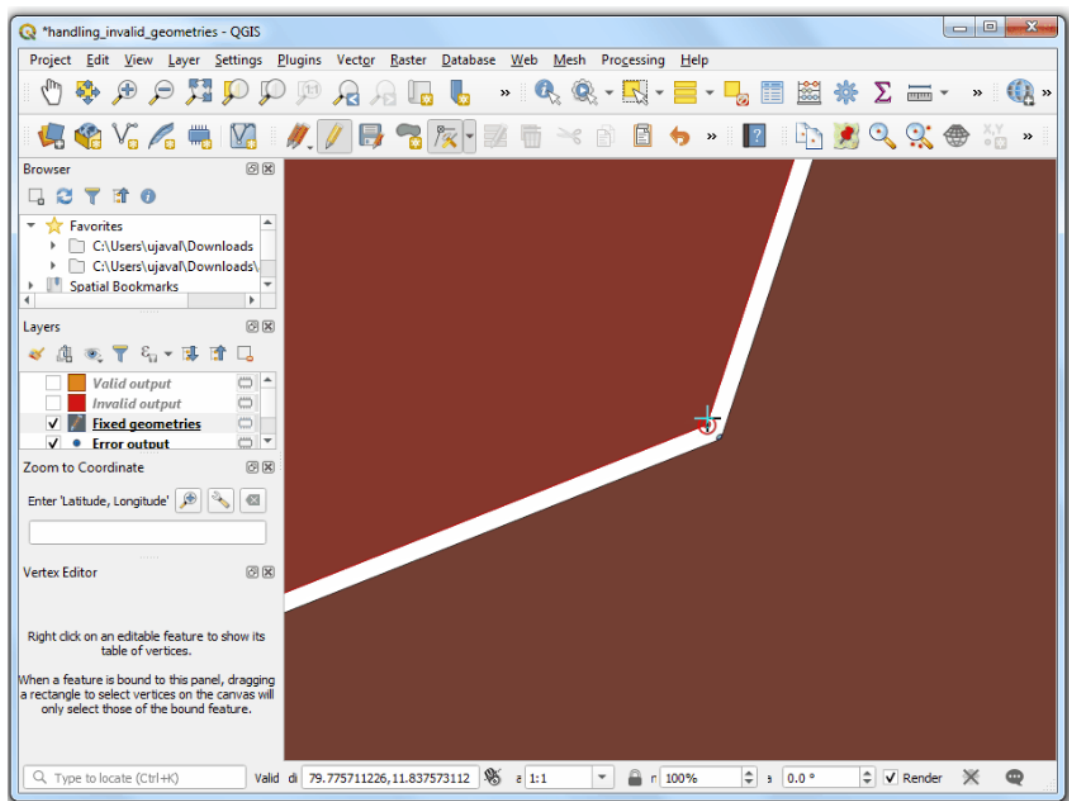 *handling_invalid_geometries - QGIS
Project Edit View Layer Settings Plugins Vector Raster Database Web Mesh Processing Help
Browser
Favorites
C:\Users\ujaval\Downloads
C:\Users\ujaval\Downloads\
Spatial Bookmarks
Layers
Valid output
Invalid output
Fixed geometries
Error output
Zoom to Coordinate
Enter 'Latitude, Longitude'
Vertex Editor
Right click on an editable feature to show its
table of vertices.
When a feature is bound to this panel, dragging
a rectangle to select vertices on the canvas will
only select those of the bound feature.
Type to locate (Ctrl+K) Valid di 79.775711226,11.837573112 1:1 100% 0.0 ° Render